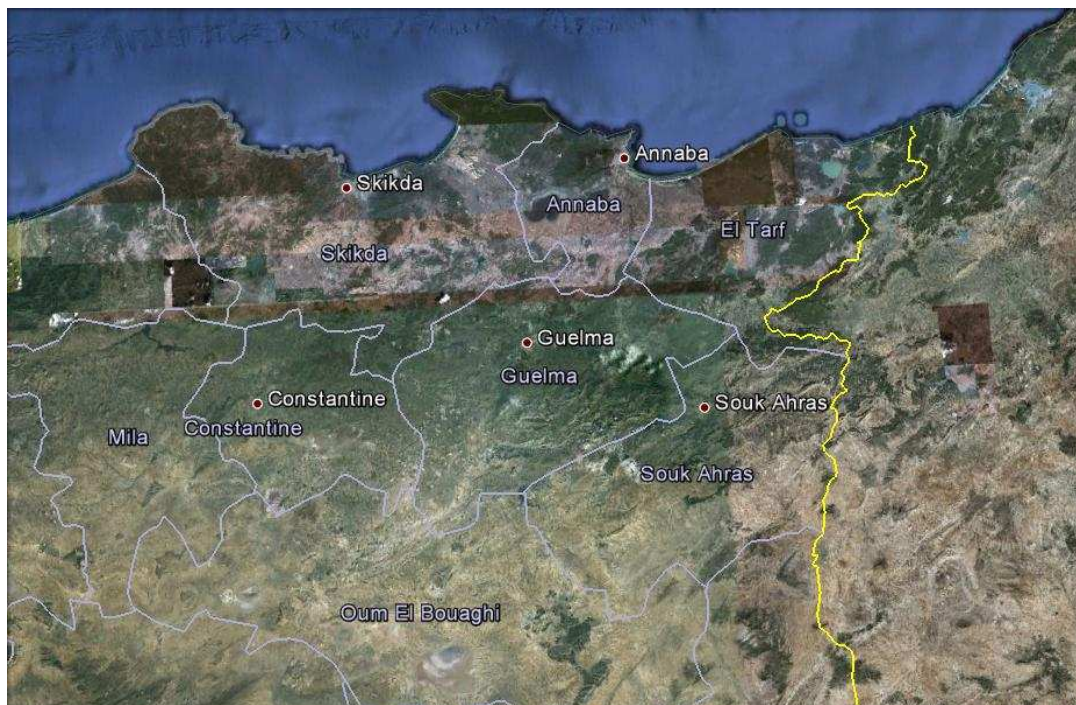 Annaba
Skikda
Annaba
El Tarf
Skikda
Guelma
Guelma
Constantine
Souk Ahras
Constantine
Mila
Souk Ahras
Oum El Bouaghi